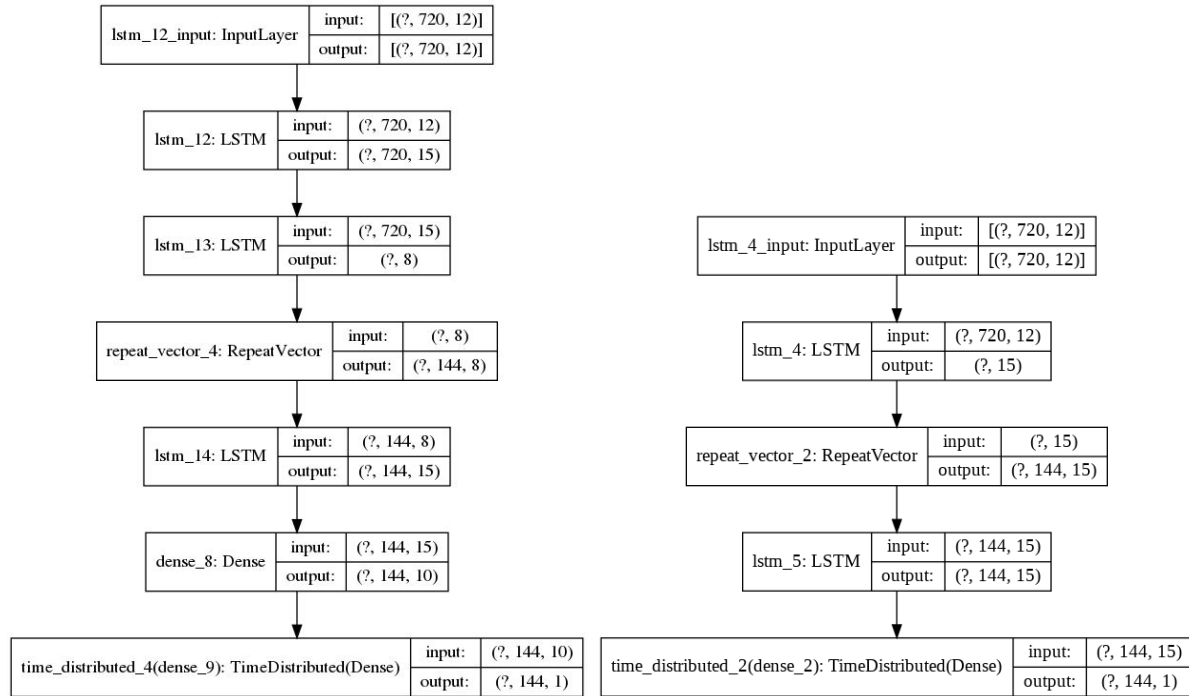 lstm_12_input: InputLayer
input: [(?, 720, 12)]
output: [(?, 720, 12)]
lstm_12: LSTM
input: (?, 720, 12)
output: (?, 720, 15)
lstm_13: LSTM
input: (?, 720, 15)
output: (?, 8)
repeat_vector_4: RepeatVector
input: (?, 8)
output: (?, 144, 8)
lstm_14: LSTM
input: (?, 144, 8)
output: (?, 144, 15)
dense_8: Dense
input: (?, 144, 15)
output: (?, 144, 10)
time_distributed_4(dense_9): TimeDistributed(Dense)
input: (?, 144, 10)
output: (?, 144, 1)
lstm_4_input: InputLayer
input: [(?, 720, 12)]
output: [(?, 720, 12)]
lstm_4: LSTM
input: (?, 720, 12)
output: (?, 15)
repeat_vector_2: RepeatVector
input: (?, 15)
output: (?, 144, 15)
lstm_5: LSTM
input: (?, 144, 15)
output: (?, 144, 15)
time_distributed_2(dense_2): TimeDistributed(Dense)
input: (?, 144, 15)
output: (?, 144, 1)